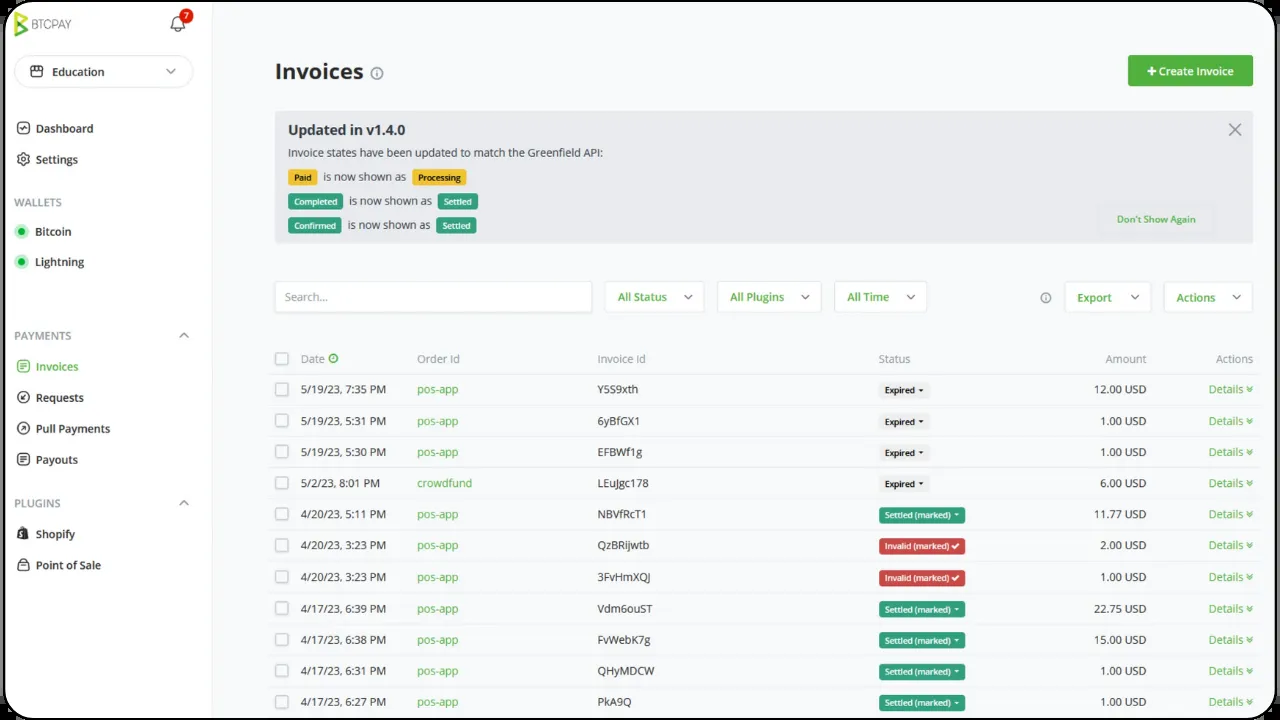 BTCPAY
7
Education
Dashboard
Settings
WALLETS
Bitcoin
Lightning
PAYMENTS
Invoices
Requests
Pull Payments
Payouts
PLUGINS
Shopify
Point of Sale
Invoices
Create Invoice
Updated in v1.4.0
Invoice states have been updated to match the Greenfield API:
Paid is now shown as Processing
Completed is now shown as Settled
Confirmed is now shown as Settled
Don't Show Again
Search... All Status All Plugins All Time Export Actions
Date Order Id Invoice Id Status Amount Actions
5/19/23, 7:35 PM pos-app Y5S9xth Expired 12.00 USD Details
5/19/23, 5:31 PM pos-app 6yBfGX1 Expired 1.00 USD Details
5/19/23, 5:30 PM pos-app EFBWf1g Expired 1.00 USD Details
5/2/23, 8:01 PM crowdfund LEuJgc178 Expired 6.00 USD Details
4/20/23, 5:11 PM pos-app NBVfRcT1 Settled (marked) 11.77 USD Details
4/20/23, 3:23 PM pos-app QzBRijwtb Invalid (marked) 2.00 USD Details
4/20/23, 3:23 PM pos-app 3FvHmXQJ Invalid (marked) 1.00 USD Details
4/17/23, 6:39 PM pos-app Vdm6ouST Settled (marked) 22.75 USD Details
4/17/23, 6:38 PM pos-app FvWebK7g Settled (marked) 15.00 USD Details
4/17/23, 6:31 PM pos-app QHyMDCW Settled (marked) 1.00 USD Details
4/17/23, 6:27 PM pos-app PkA9Q Settled (marked) 1.00 USD Details